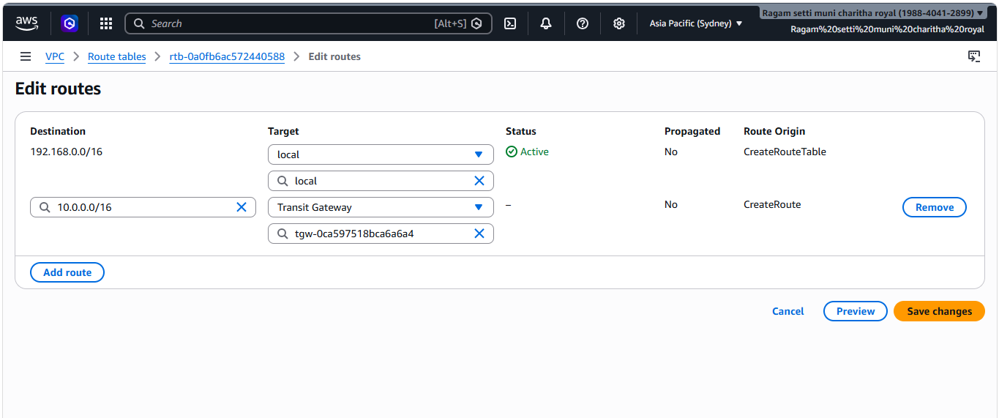 aws
Search [Alt+S]
Asia Pacific (Sydney)
Ragam setti muni charitha royal (1988-4041-2899)
Ragam%20setti%20muni%20charitha%20royal
VPC
Route tables
rtb-0a0fb6ac572440588
Edit routes
Edit routes
Destination Target Status Propagated Route Origin
192.168.0.0/16 local Active No CreateRouteTable
local
10.0.0.0/16 Transit Gateway – No CreateRoute Remove
tgw-0ca597518bca6a6a4
Add route
Cancel Preview Save changes